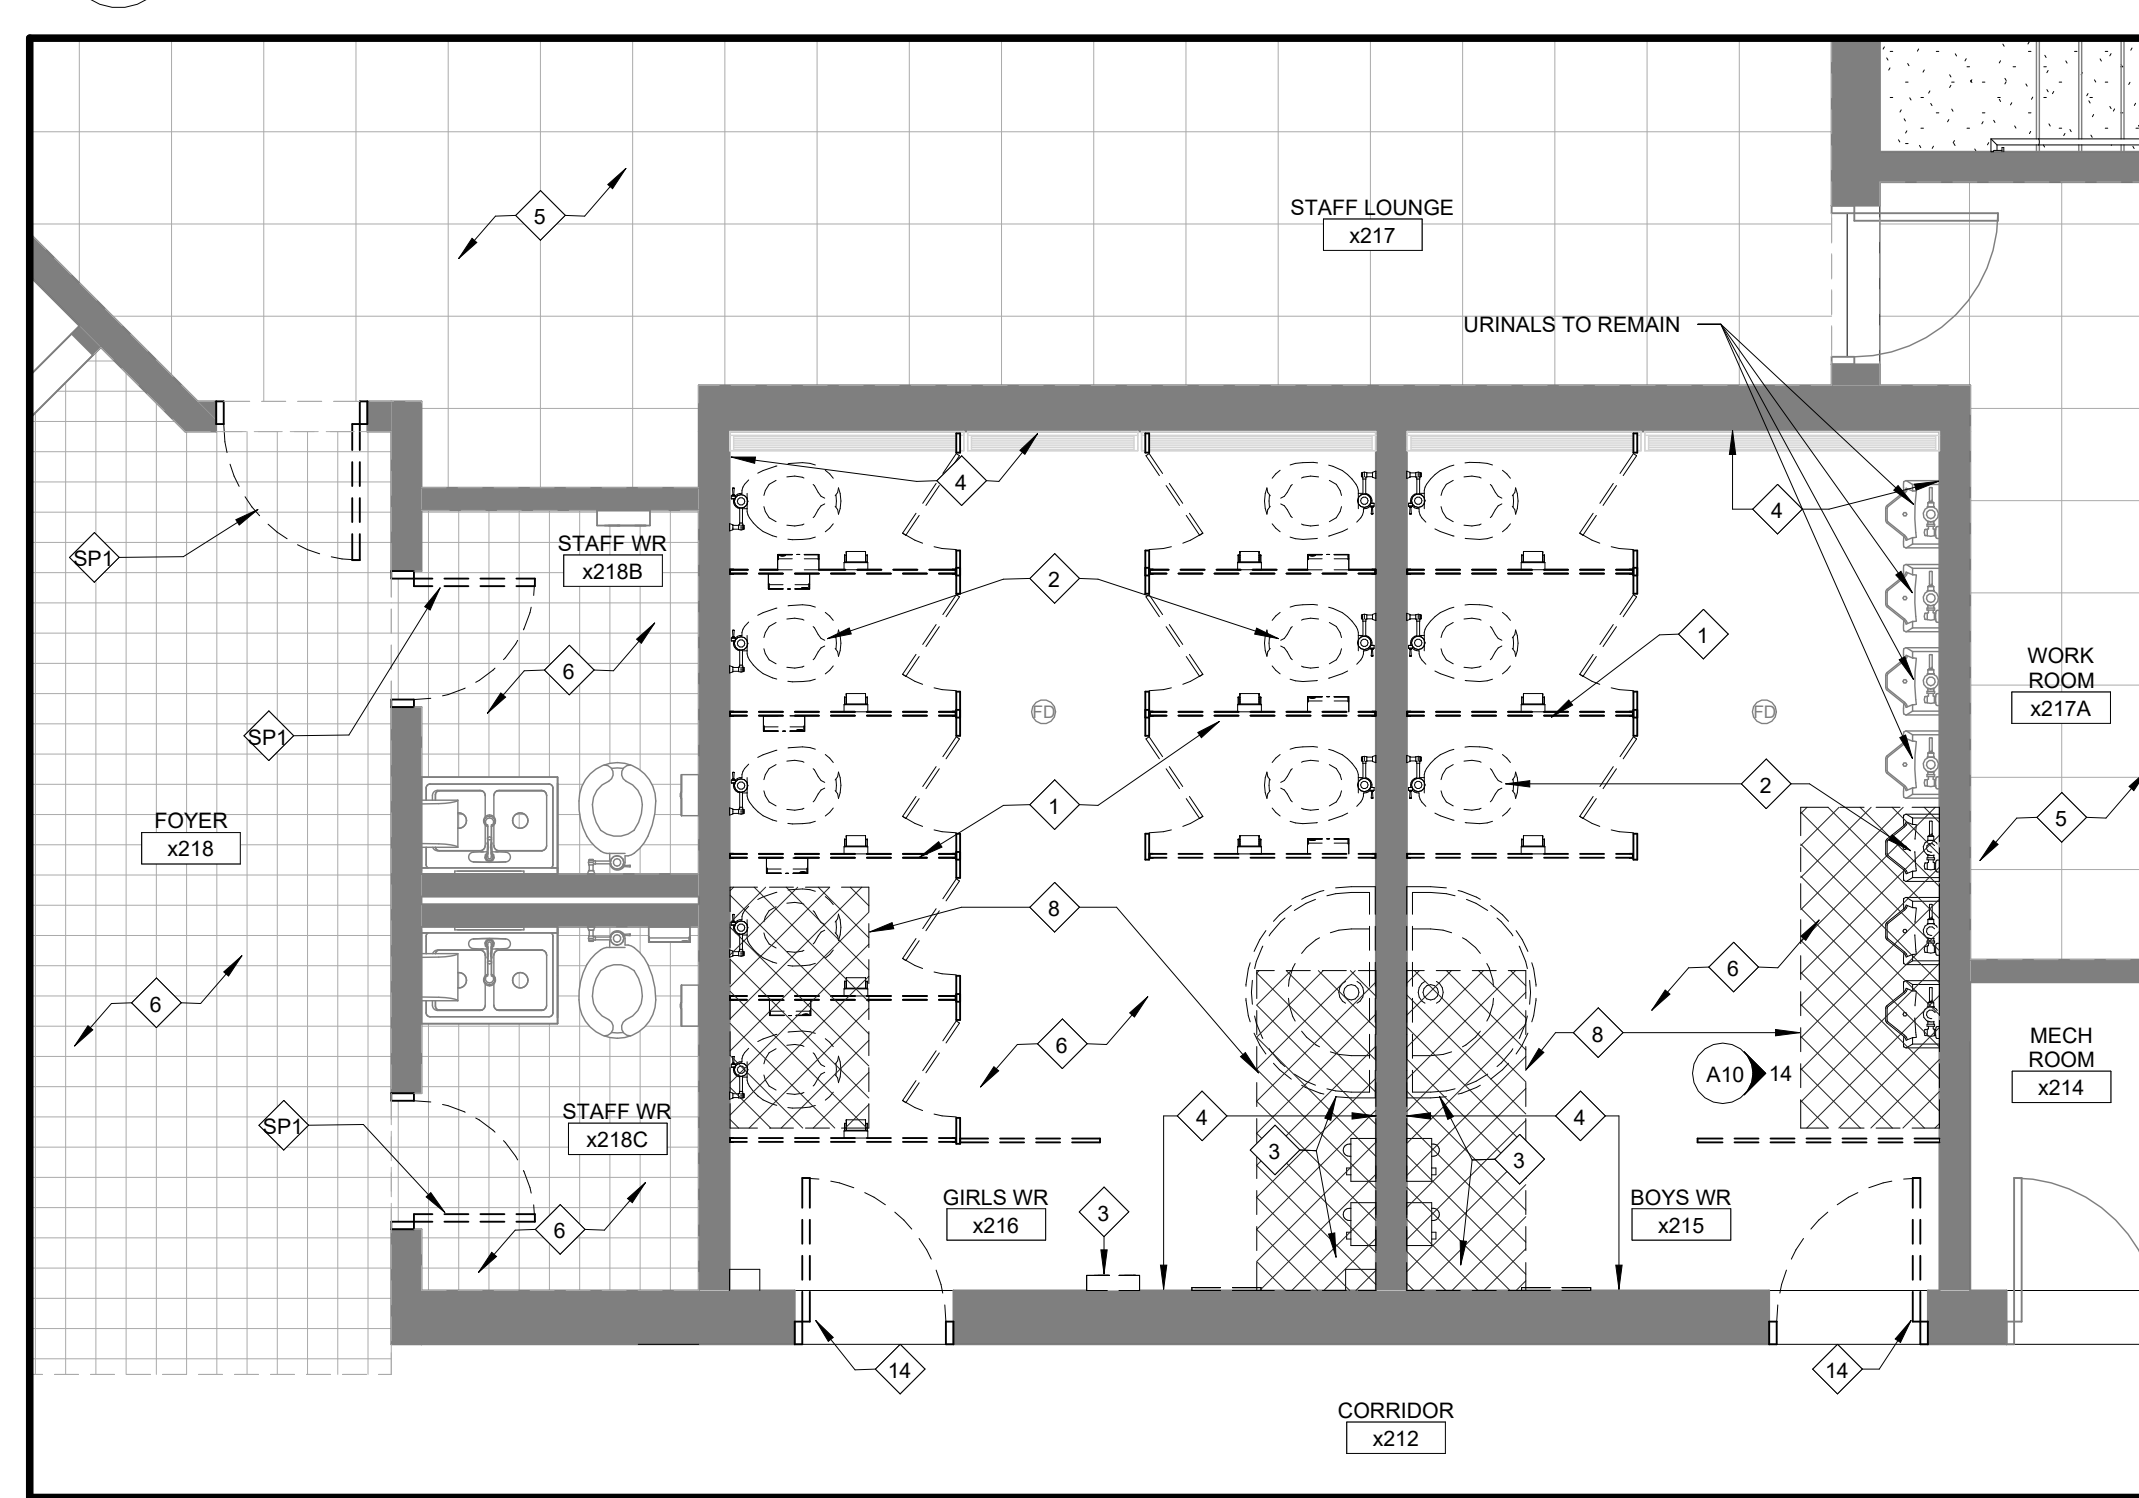 5
STAFF LOUNGE
x217
URINALS TO REMAIN
4
4
SP1
STAFF WR
x218B
2
1
6
WORK
ROOM
x217A
FD
FD
SP1
2
1
5
FOYER
x218
8
6
6
8
6
MECH
ROOM
x214
A10
14
SP1
STAFF WR
x218C
4
4
3
3
GIRLS WR
x216
3
BOYS WR
x215
6
14
14
CORRIDOR
x212